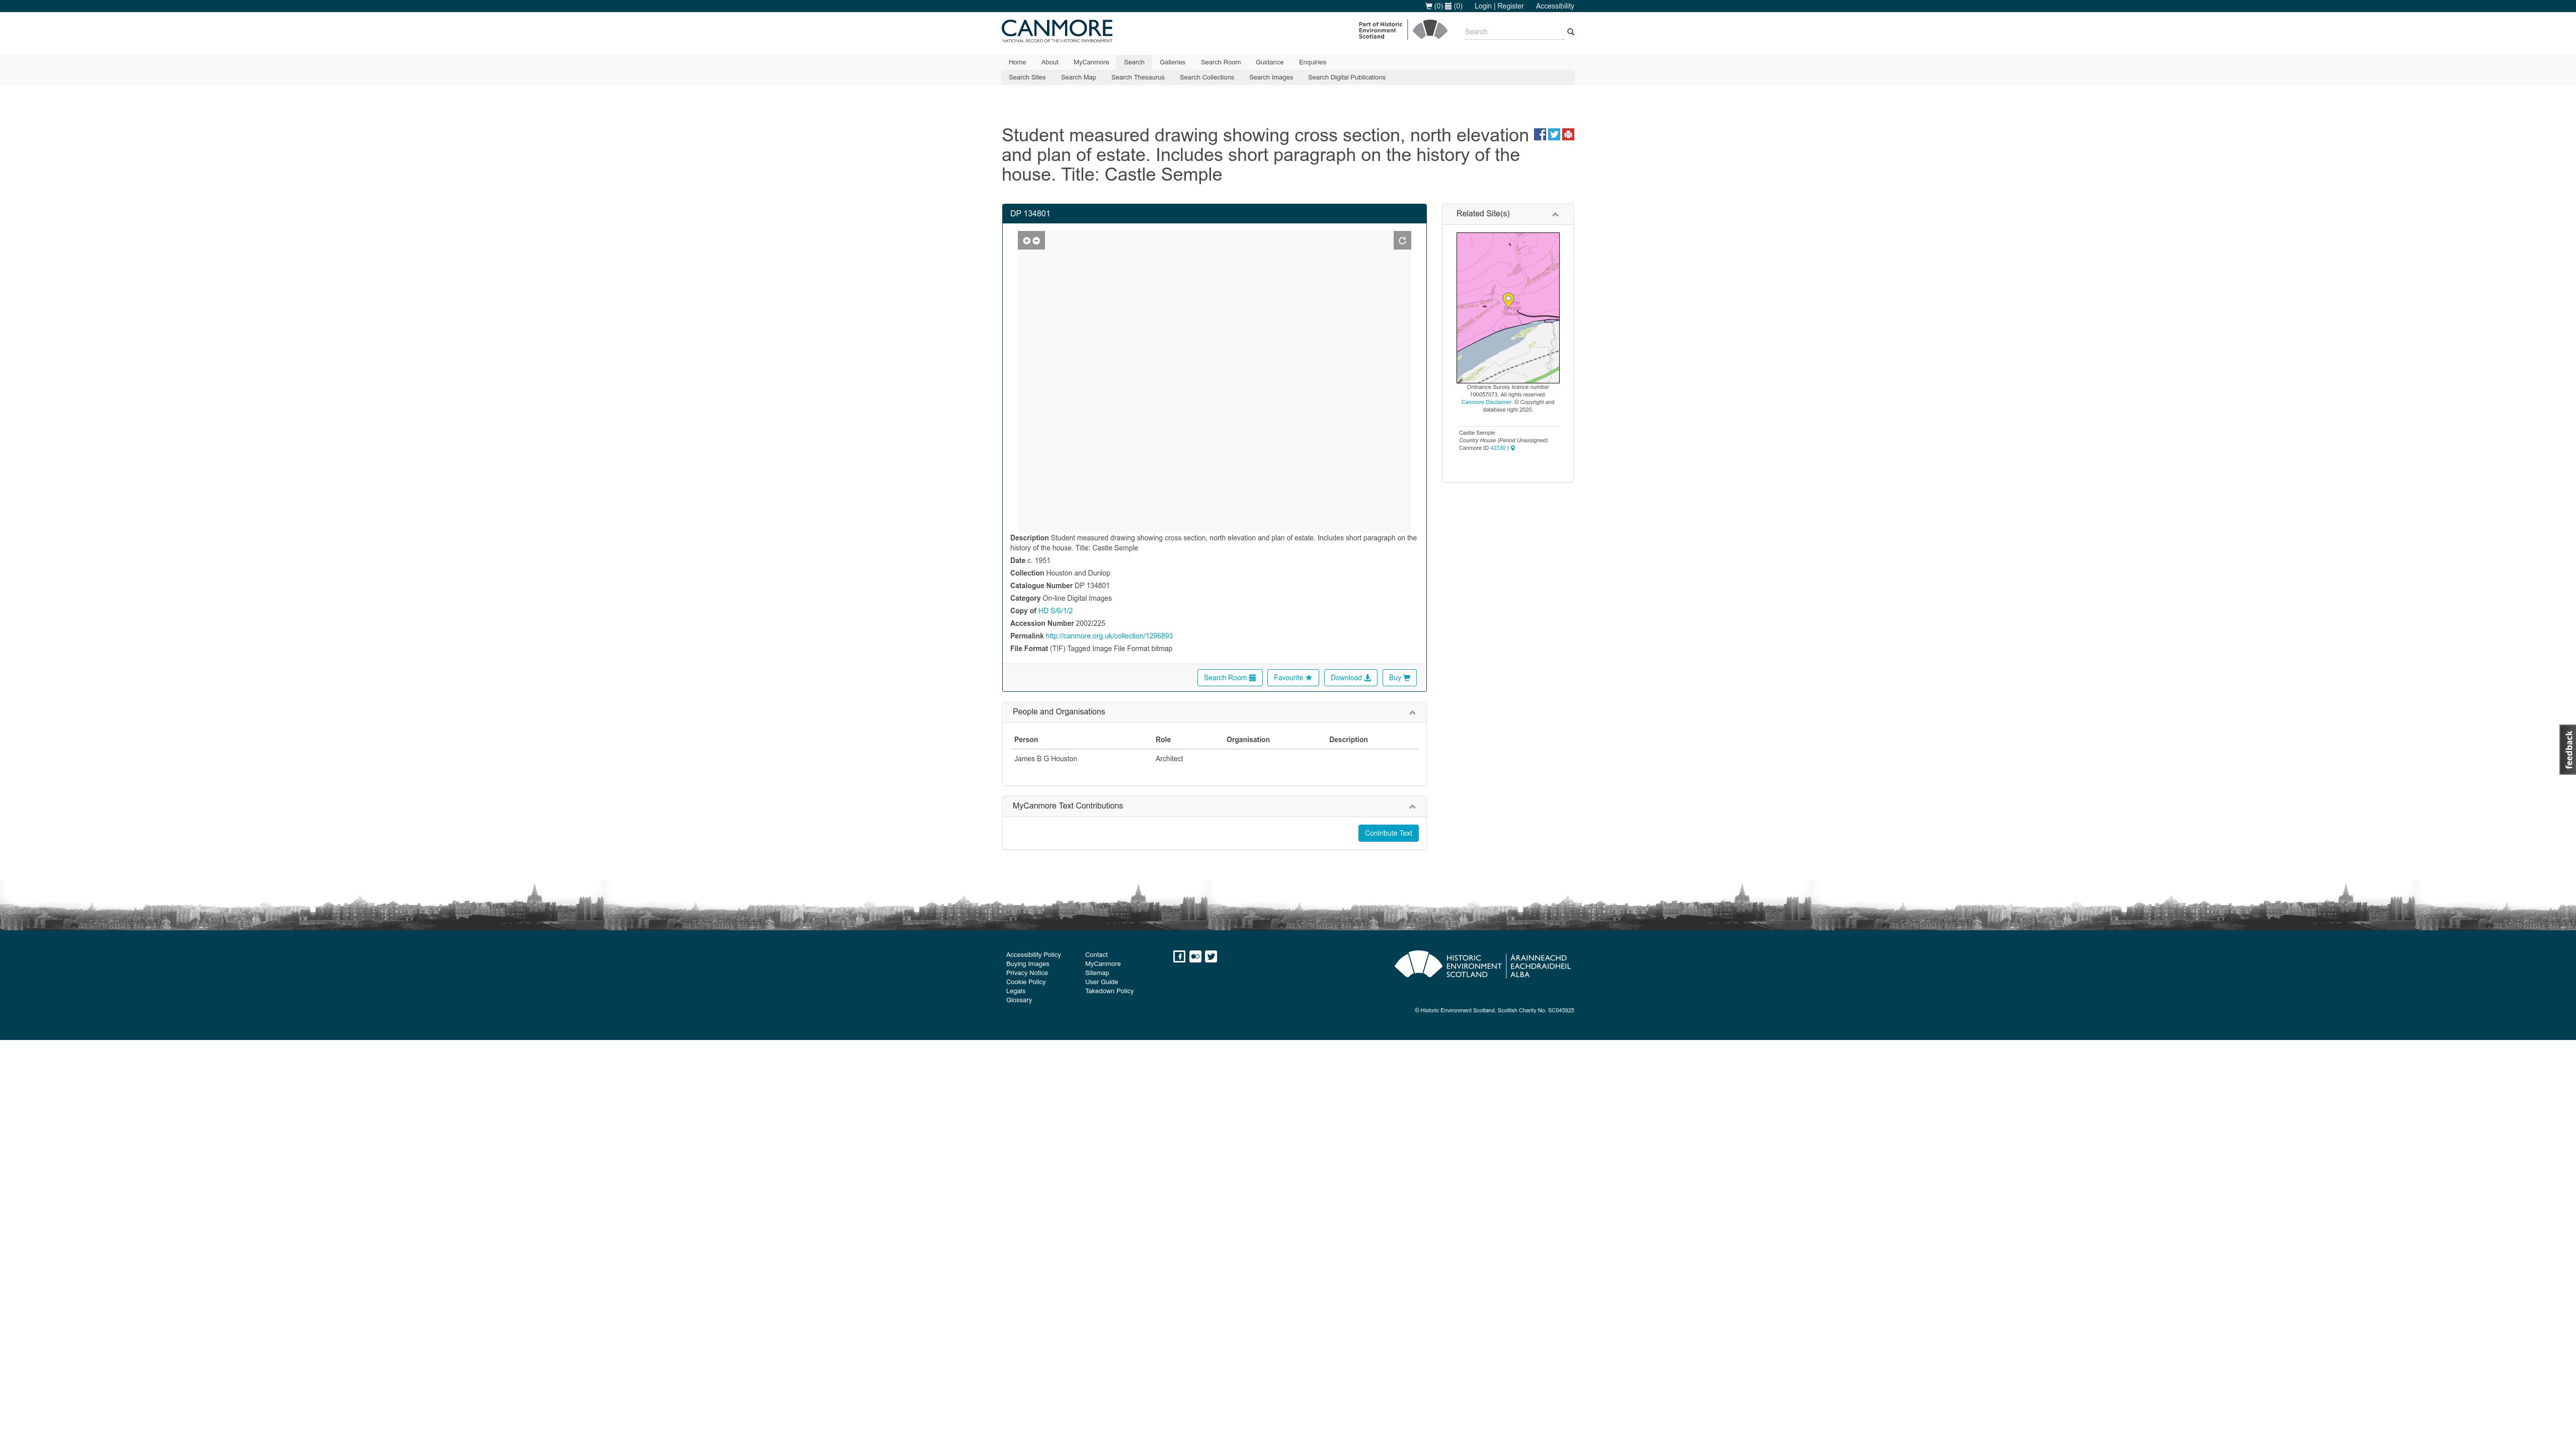 (0) (0) Login | Register Accessibility
CANMORE
NATIONAL RECORD OF THE HISTORIC ENVIRONMENT
Part of Historic
Environment
Scotland
Search
Home About MyCanmore Search Galleries Search Room Guidance Enquiries
Search Sites Search Map Search Thesaurus Search Collections Search Images Search Digital Publications
Student measured drawing showing cross section, north elevation
and plan of estate. Includes short paragraph on the history of the
house. Title: Castle Semple
DP 134801
Description Student measured drawing showing cross section, north elevation and plan of estate. Includes short paragraph on the
history of the house. Title: Castle Semple
Date c. 1951
Collection Houston and Dunlop
Catalogue Number DP 134801
Category On-line Digital Images
Copy of HD S/6/1/2
Accession Number 2002/225
Permalink http://canmore.org.uk/collection/1296893
File Format (TIF) Tagged Image File Format bitmap
Search Room Favourite Download Buy
Related Site(s)
Ordnance Survey licence number
100057073. All rights reserved.
Canmore Disclaimer. © Copyright and
database right 2020.
Castle Semple
Country House (Period Unassigned)
Canmore ID 42330 |
People and Organisations
Person Role Organisation Description
James B G Houston Architect
MyCanmore Text Contributions
Contribute Text
feedback
Accessibility Policy
Buying Images
Privacy Notice
Cookie Policy
Legals
Glossary
Contact
MyCanmore
Sitemap
User Guide
Takedown Policy
HISTORIC
ENVIRONMENT
SCOTLAND
ÀRAINNEACHD
EACHDRAIDHEIL
ALBA
© Historic Environment Scotland. Scottish Charity No. SC045925